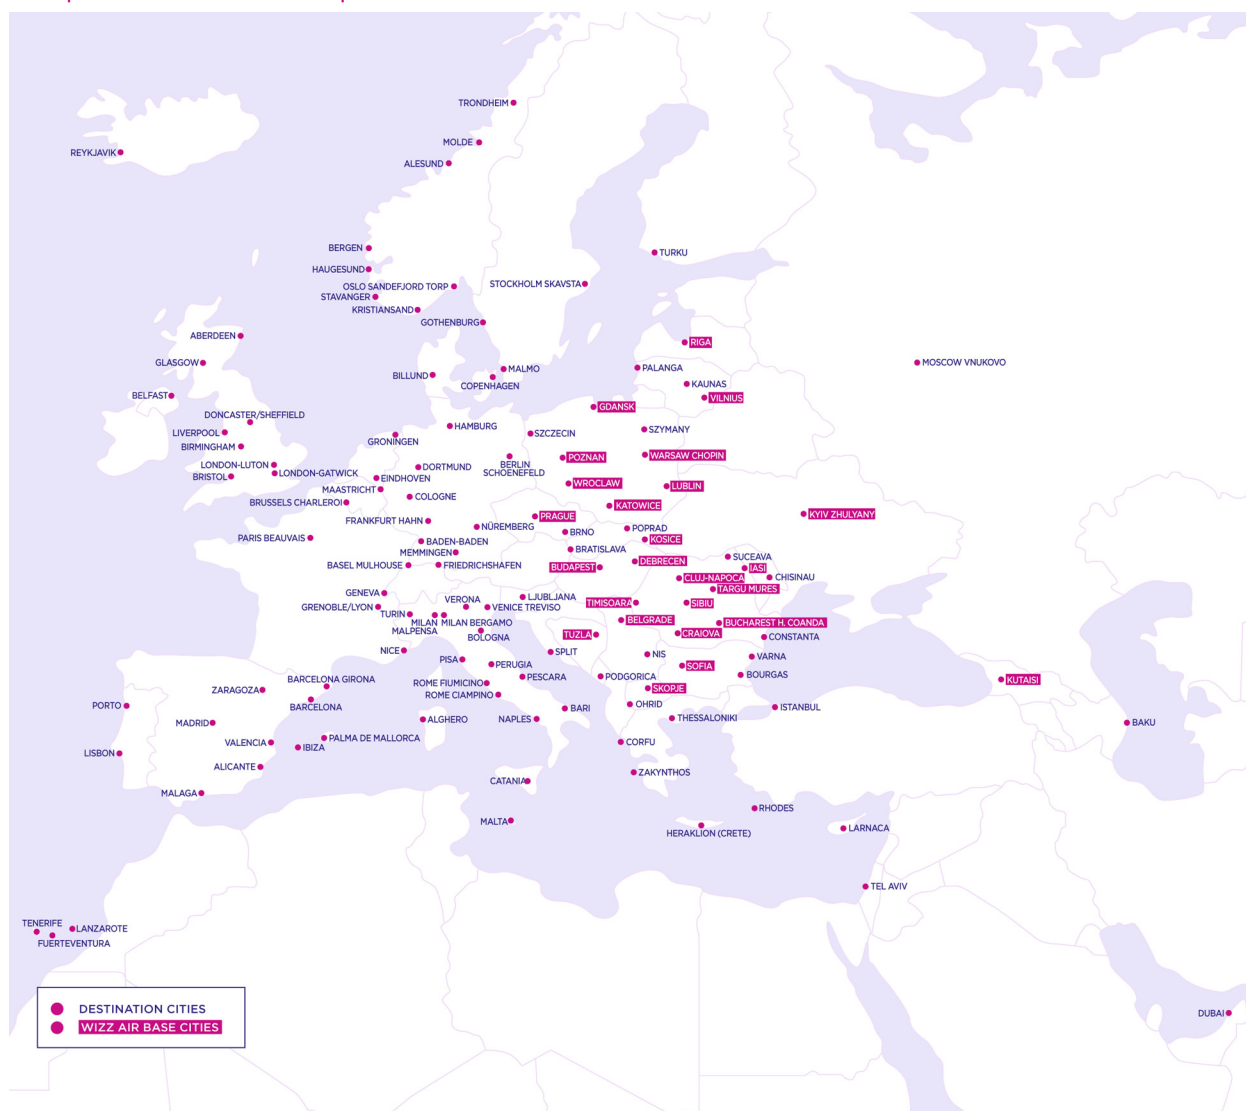 TRONDHEIM
MOLDE
REYKJAVIK
ALESUND
BERGEN
TURKU
HAUGESUND
OSLO SANDEFJORD TORP
STOCKHOLM SKAVSTA
STAVANGER
KRISTIANSAND
GOTHENBURG
ABERDEEN
RIGA
GLASGOW
MOSCOW VNUKOVO
BILLUND
MALMO
COPENHAGEN
PALANGA
KAUNAS
BELFAST
VILNIUS
GDANSK
DONCASTER/SHEFFIELD
LIVERPOOL
HAMBURG
SZCZECIN
SZYMANY
GRONINGEN
BIRMINGHAM
WARSAW CHOPIN
POZNAN
LONDON-LUTON
LONDON-GATWICK
DORTMUND
BERLIN
SCHOENEFELD
BRISTOL
EINDHOVEN
WROCLAW
LUBLIN
MAASTRICHT
COLOGNE
BRUSSELS CHARLEROI
KATOWICE
KYIV ZHULYANY
PRAGUE
FRANKFURT HAHN
NÜREMBERG
BRNO
POPRAD
PARIS BEAUVAIS
KOSICE
BADEN-BADEN
MEMMINGEN
BRATISLAVA
SUCEAVA
DEBRECEN
BASEL MULHOUSE
FRIEDRICHSHAFEN
BUDAPEST
IASI
CLUJ-NAPOCA
CHISINAU
TARGU MURES
GENEVA
LJUBLJANA
VERONA
TIMISOARA
SIBIU
GRENOBLE/LYON
VENICE TREVISO
TURIN
MILAN
MALPENSA
MILAN BERGAMO
BELGRADE
BUCHAREST H. COANDA
BOLOGNA
TUZLA
CRAIOVA
CONSTANTA
NICE
SPLIT
NIS
VARNA
PISA
PERUGIA
SOFIA
BARCELONA GIRONA
PESCARA
PODGORICA
BOURGAS
KUTAISI
ROME FIUMICINO
SKOPJE
ZARAGOZA
ROME CIAMPINO
BARCELONA
PORTO
BARI
OHRID
ISTANBUL
ALGHERO
NAPLES
THESSALONIKI
MADRID
BAKU
PALMA DE MALLORCA
VALENCIA
IBIZA
CORFU
LISBON
ALICANTE
ZAKYNTHOS
CATANIA
MALAGA
RHODES
MALTA
HERAKLION (CRETE)
LARNACA
TEL AVIV
TENERIFE
LANZAROTE
FUERTEVENTURA
DESTINATION CITIES
DUBAI
WIZZ AIR BASE CITIES